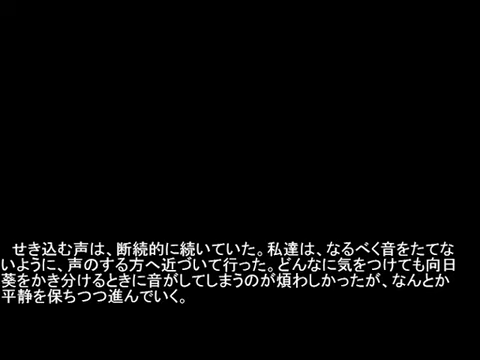 せき込む声は、断続的に続いていた。私達は、なるべく音をたてな
いように、声のする方へ近づいて行った。どんなに気をつけても向日
葵をかき分けるときに音がしてしまうのが煩わしかったが、なんとか
平静を保ちつつ進んでいく。